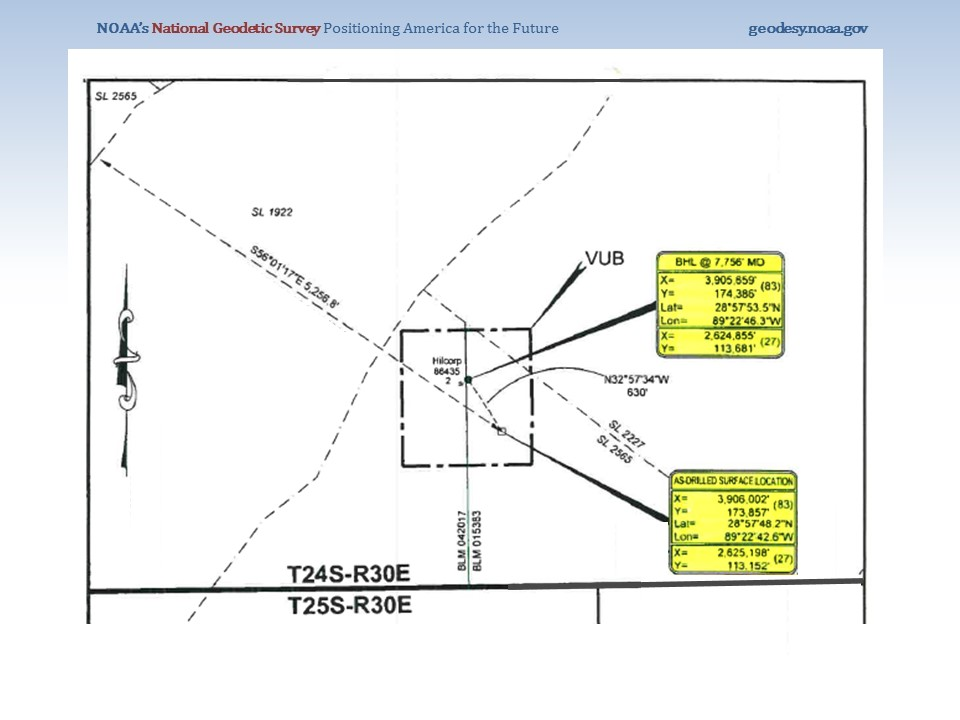 NOAA's National Geodetic Survey Positioning America for the Future
geodesy.noaa.gov
SL 2565
SL 1922
S56°01'17"E 5,256.8'
VUB
BHL @ 7,756' MD
X= 3,905,659' (83)
Y= 174,386'
Lat= 28°57'53.5"N
Lon= 89°22'46.3"W
X= 2,624,855' (27)
Y= 113,681'
Hilcorp
86435
2
N32°57'34"W
630'
SL 2227
SL 2565
AS-DRILLED SURFACE LOCATION
X= 3,906,002' (83)
Y= 173,857'
Lat= 28°57'48.2"N
Lon= 89°22'42.6"W
X= 2,625,198' (27)
Y= 113,152'
BLM 042017
BLM 015383
T24S-R30E
T25S-R30E